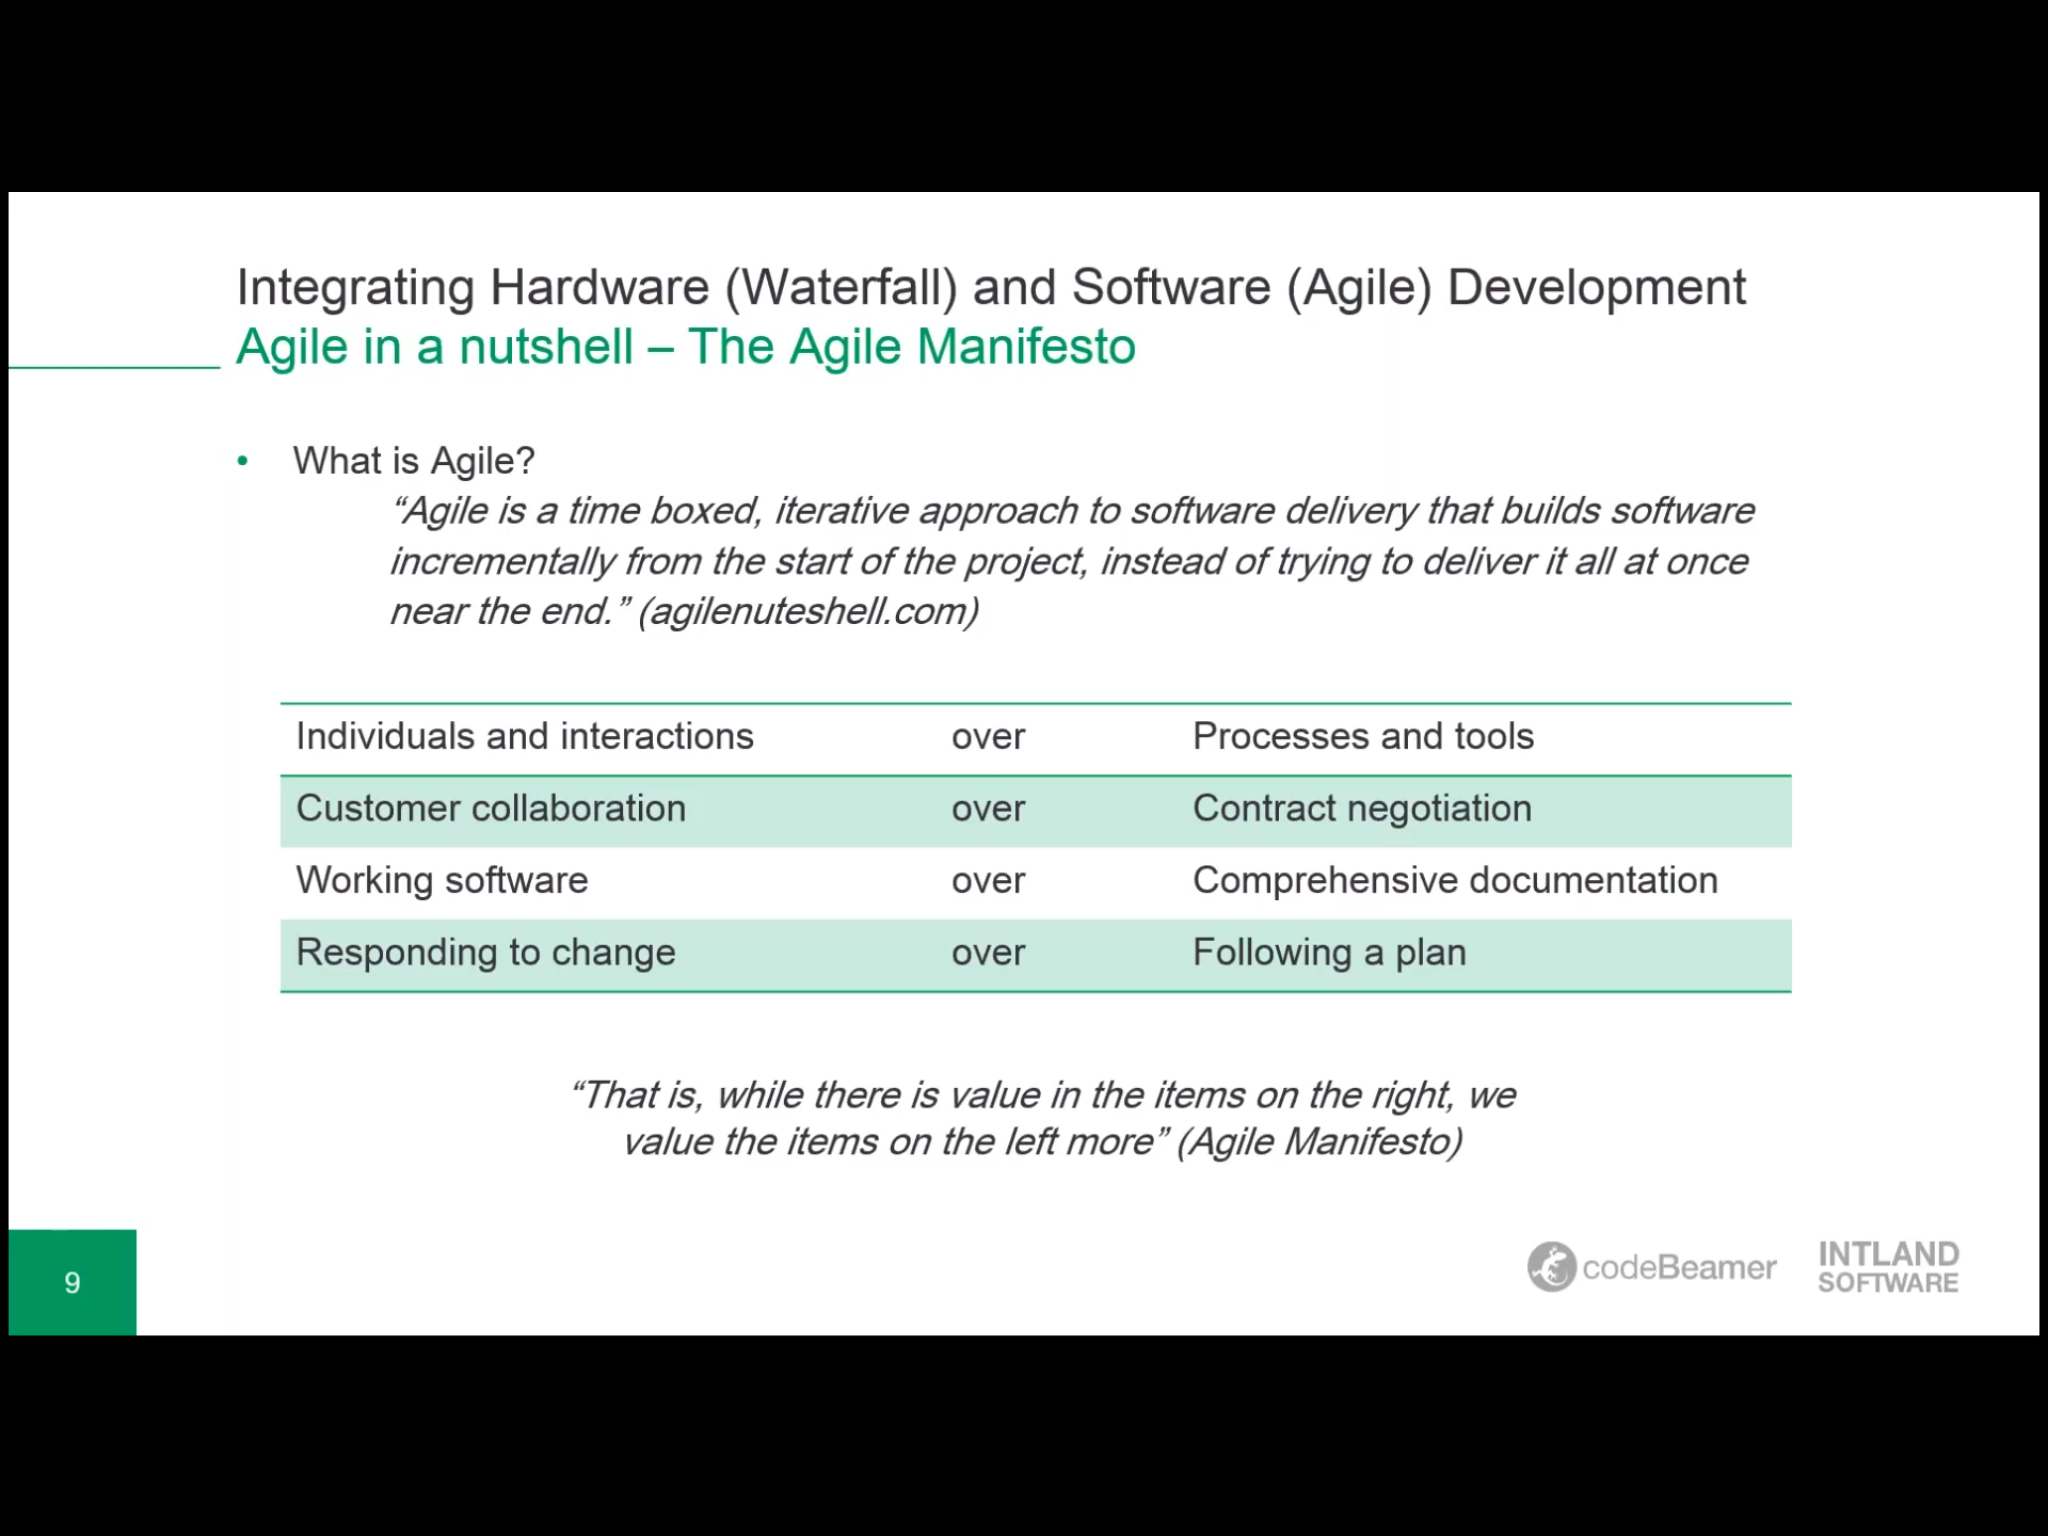 Integrating Hardware (Waterfall) and Software (Agile) Development
Agile in a nutshell – The Agile Manifesto
• What is Agile?
“Agile is a time boxed, iterative approach to software delivery that builds software
incrementally from the start of the project, instead of trying to deliver it all at once
near the end.” (agilenuteshell.com)
Individuals and interactions over Processes and tools
Customer collaboration over Contract negotiation
Working software over Comprehensive documentation
Responding to change over Following a plan
“That is, while there is value in the items on the right, we
value the items on the left more” (Agile Manifesto)
9
codeBeamer
INTLAND
SOFTWARE